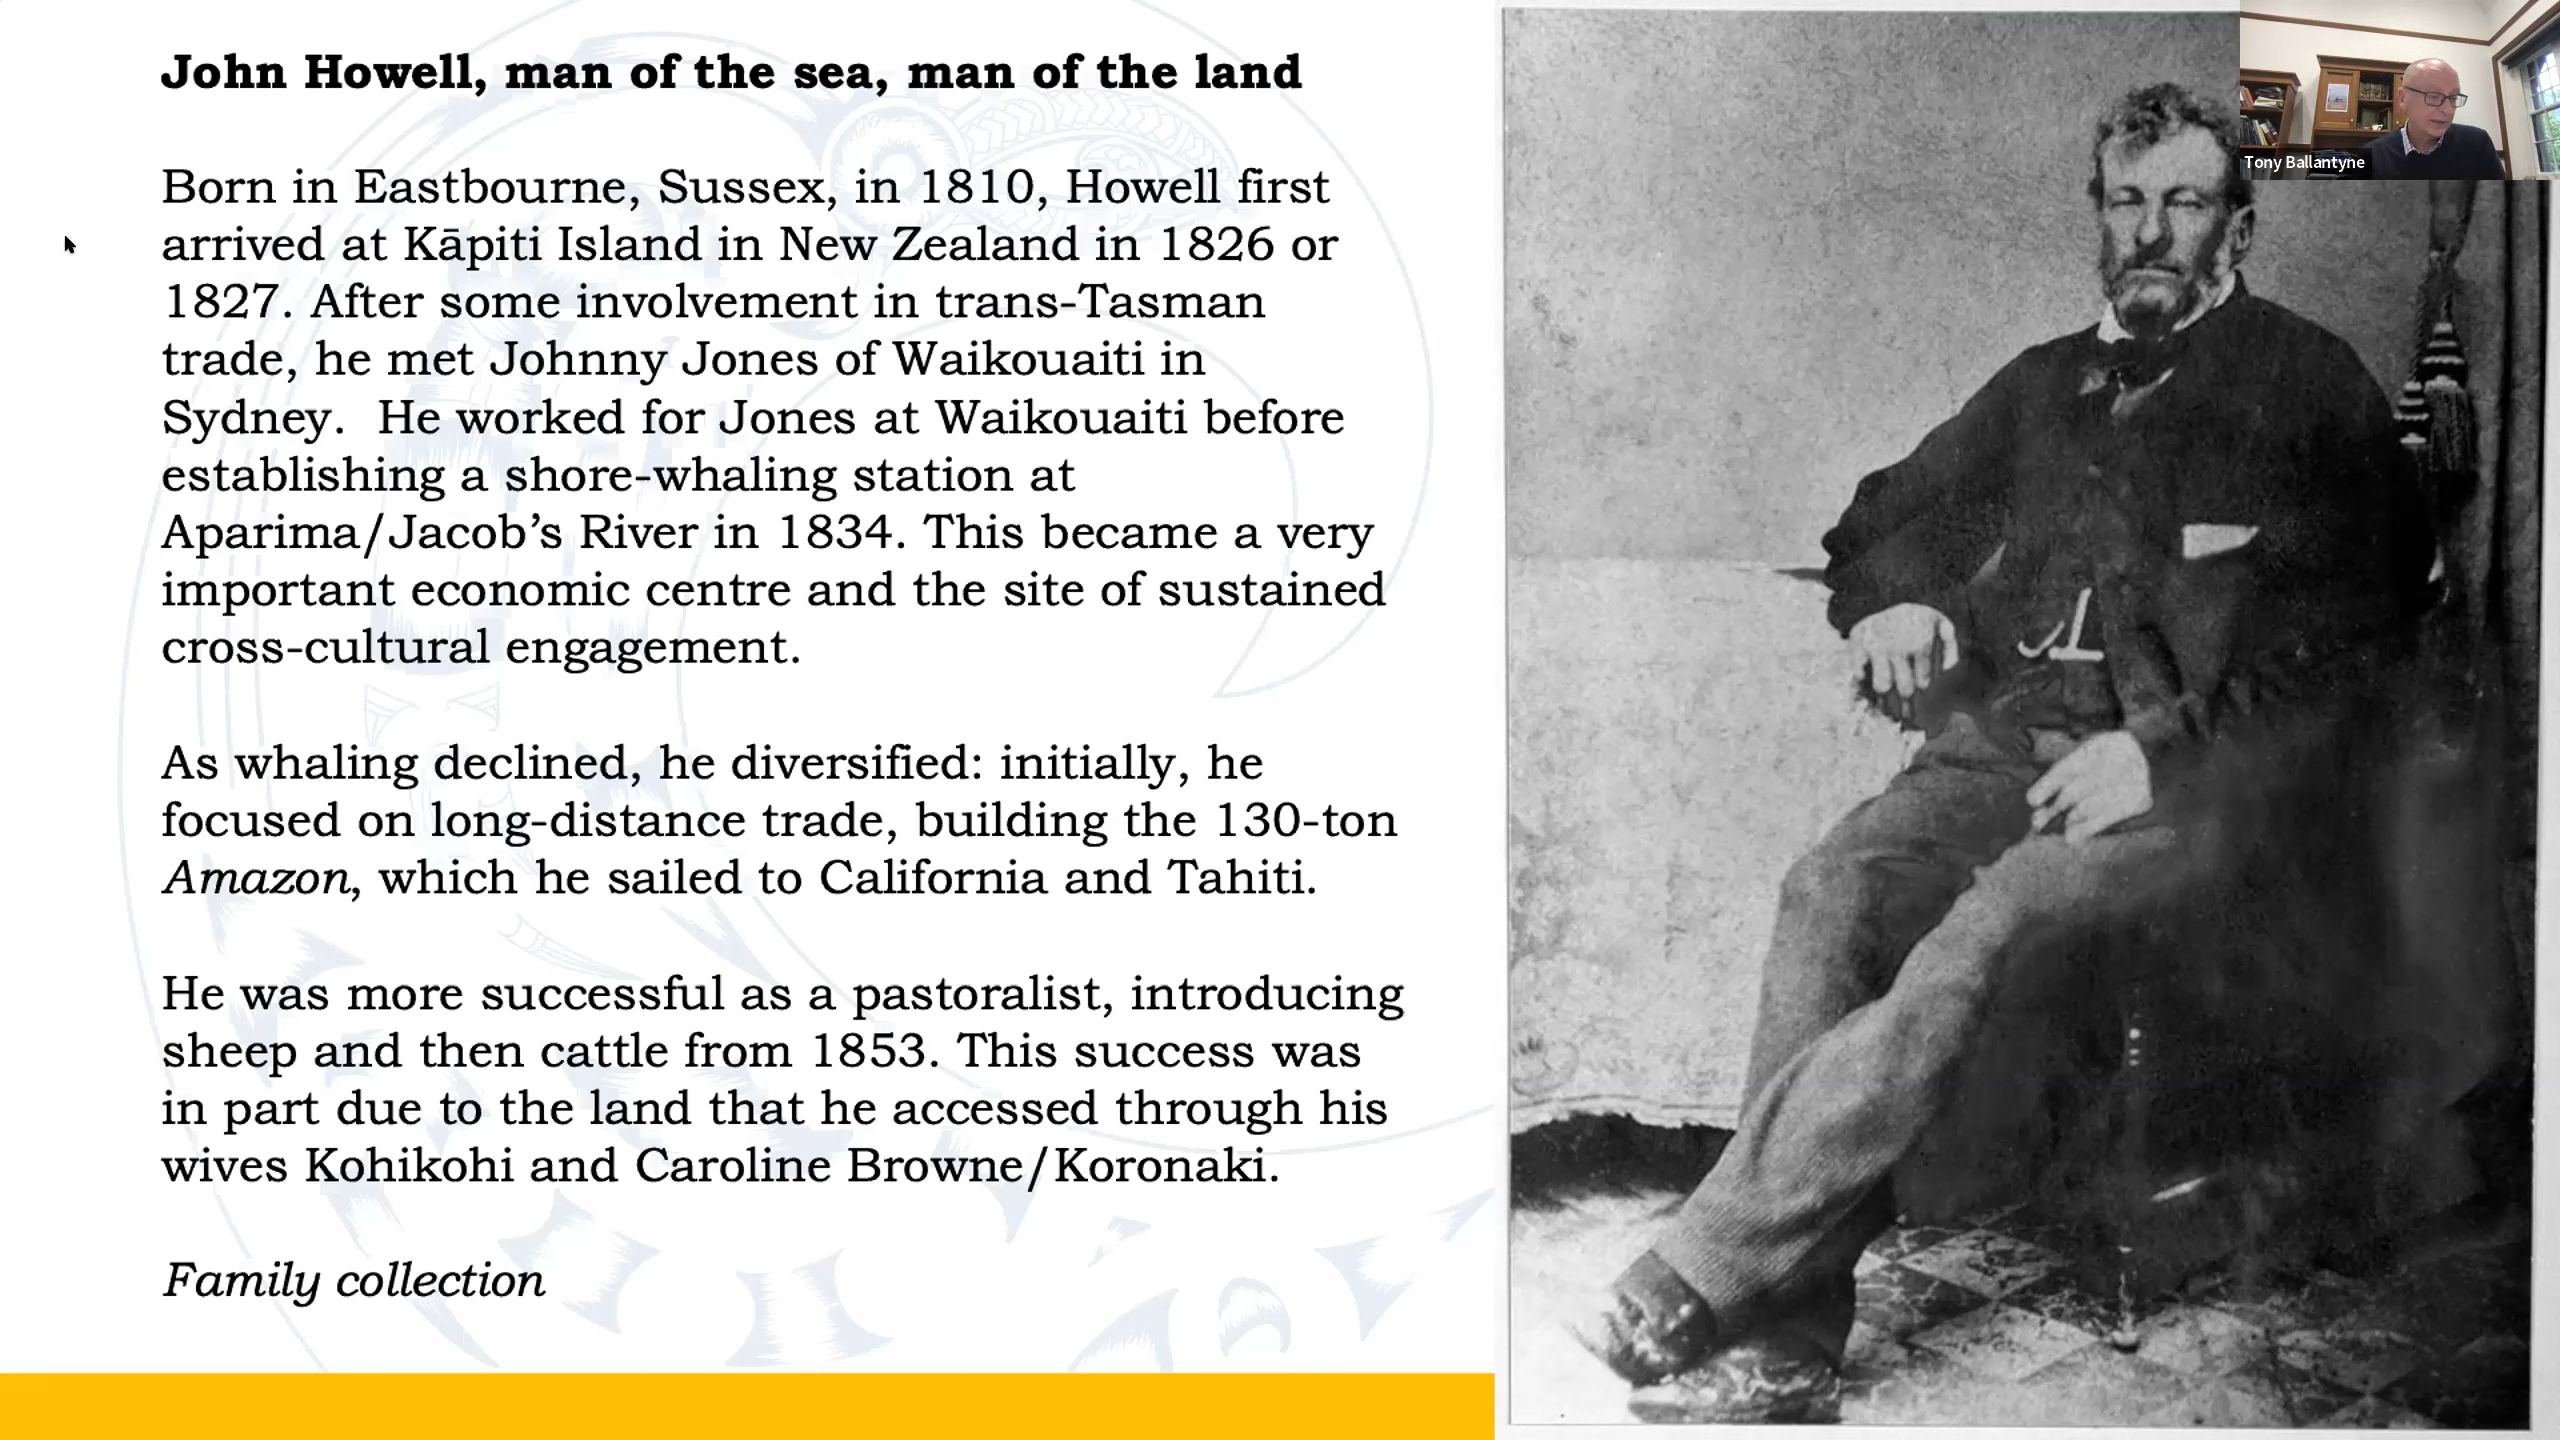 John Howell, man of the sea, man of the land
Born in Eastbourne, Sussex, in 1810, Howell first
arrived at Kāpiti Island in New Zealand in 1826 or
1827. After some involvement in trans-Tasman
trade, he met Johnny Jones of Waikouaiti in
Sydney.  He worked for Jones at Waikouaiti before
establishing a shore-whaling station at
Aparima/Jacob’s River in 1834. This became a very
important economic centre and the site of sustained
cross-cultural engagement.
As whaling declined, he diversified: initially, he
focused on long-distance trade, building the 130-ton
Amazon, which he sailed to California and Tahiti.
He was more successful as a pastoralist, introducing
sheep and then cattle from 1853. This success was
in part due to the land that he accessed through his
wives Kohikohi and Caroline Browne/Koronaki.
Family collection
Tony Ballantyne